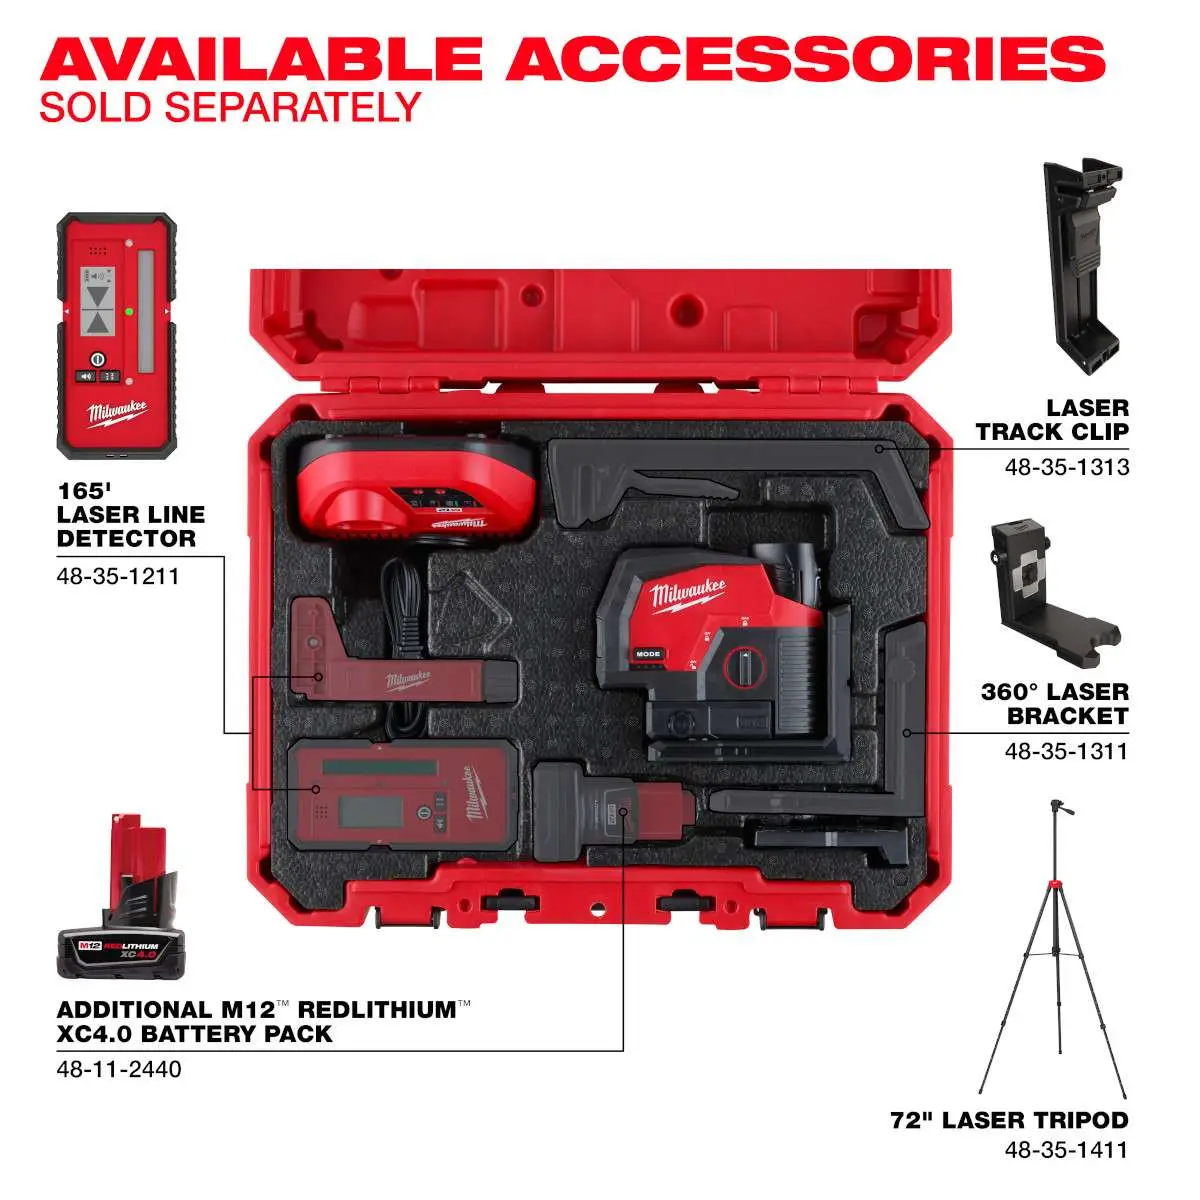 AVAILABLE ACCESSORIES
SOLD SEPARATELY
Milwaukee
165'
LASER LINE
DETECTOR
48-35-1211
LASER
TRACK CLIP
48-35-1313
360° LASER
BRACKET
48-35-1311
Milwaukee
Milwaukee
MODE
Milwaukee
Milwaukee
M12 REDLITHIUM
XC4.0
ADDITIONAL M12™ REDLITHIUM™
XC4.0 BATTERY PACK
48-11-2440
72" LASER TRIPOD
48-35-1411